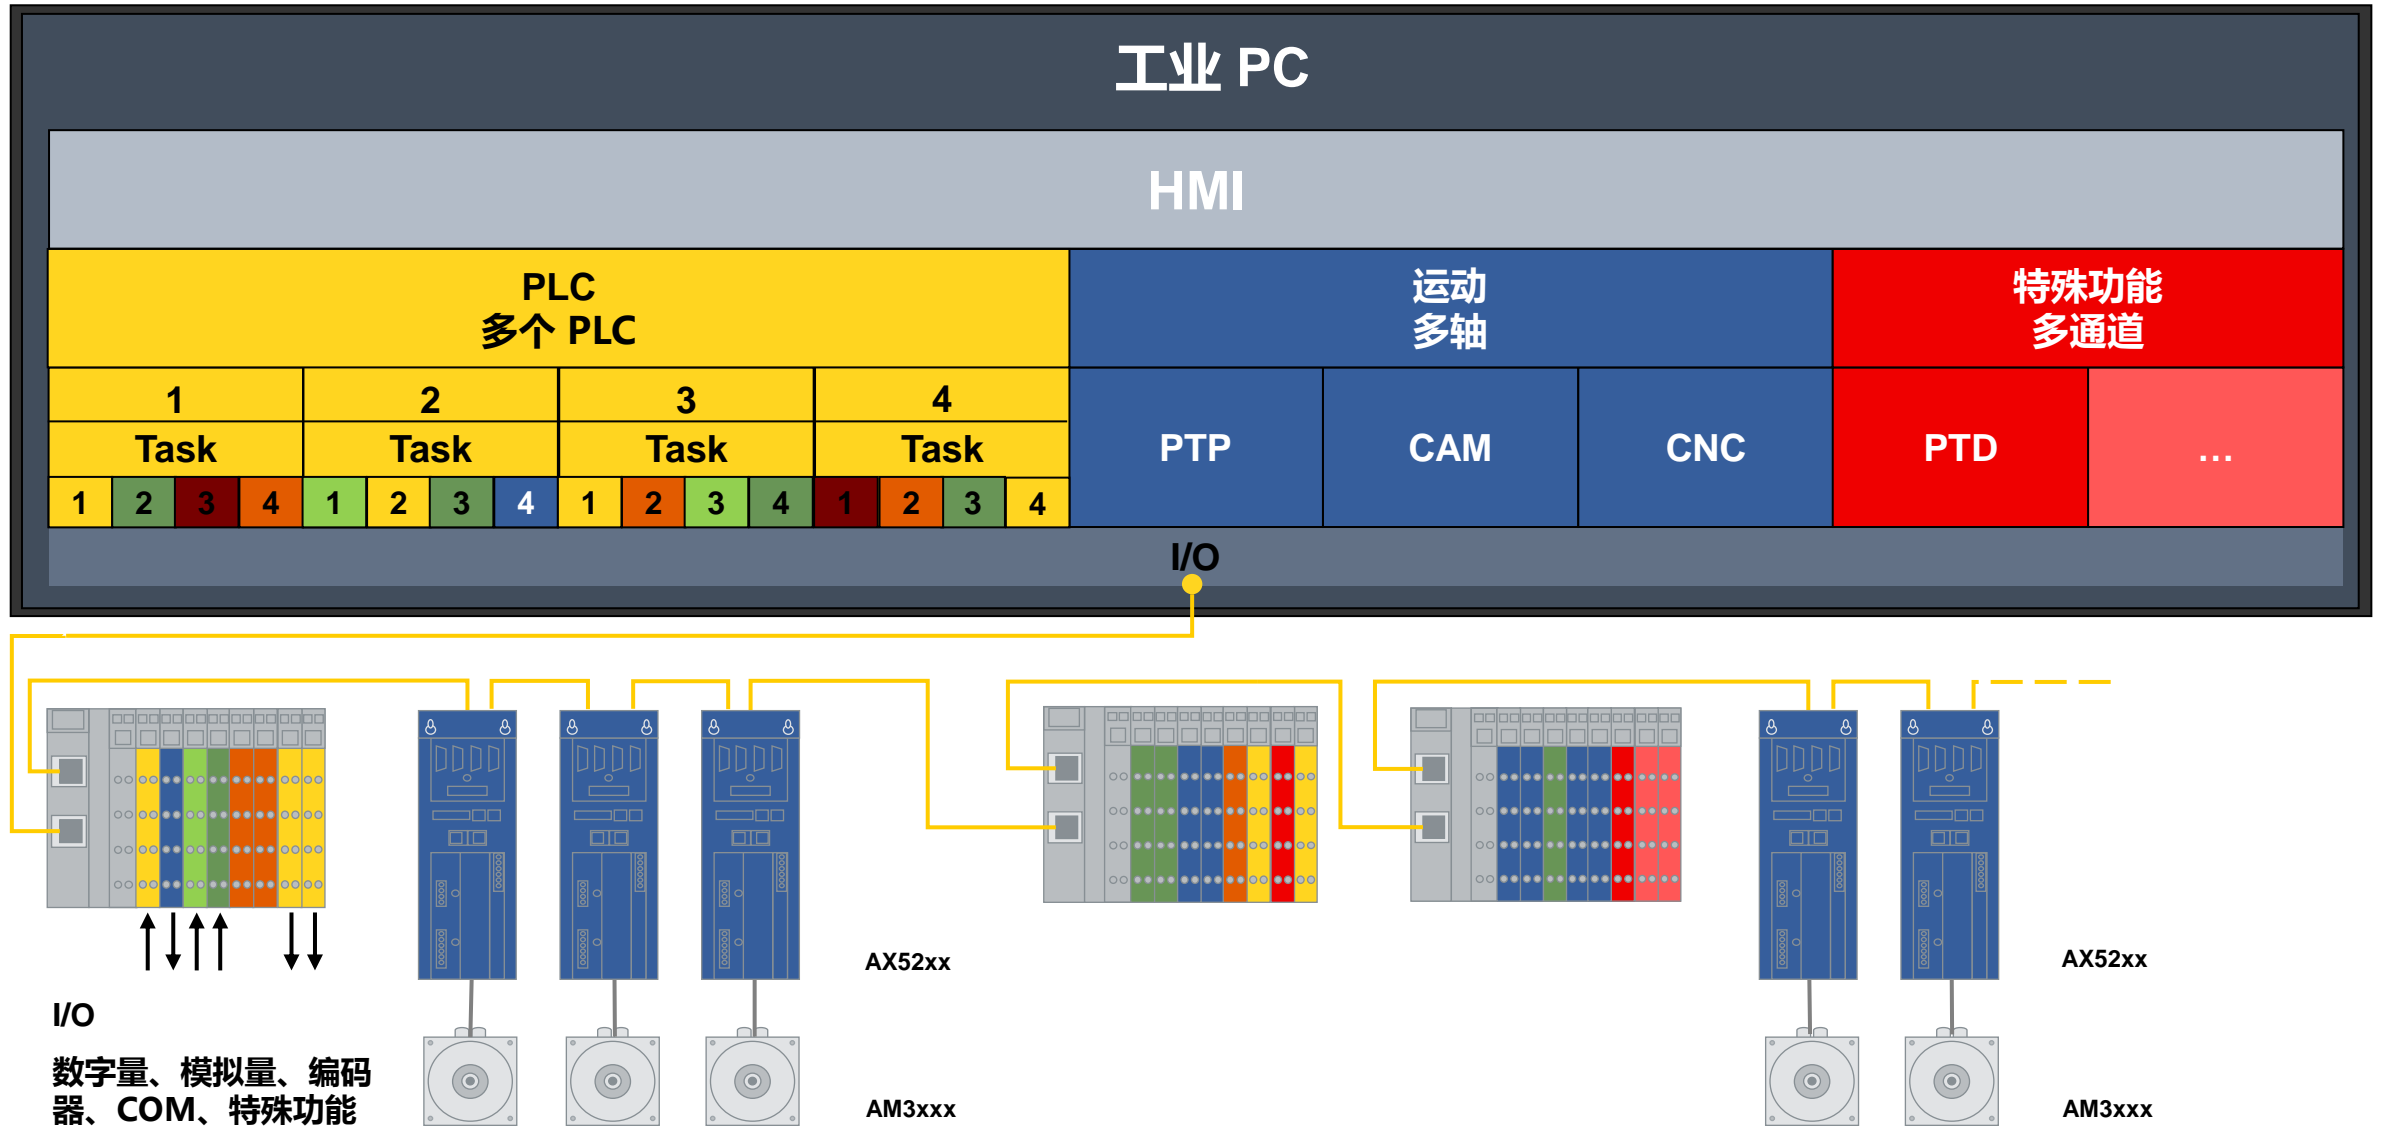 工业 PC
HMI
PLC
多个 PLC
运动
多轴
特殊功能
多通道
1 2 3 4
Task Task Task Task
PTP CAM CNC PTD …
1 2 3 4 1 2 3 4 1 2 3 4 1 2 3 4
I/O
AX52xx
AX52xx
I/O
数字量、模拟量、编码
器、COM、特殊功能
AM3xxx
AM3xxx